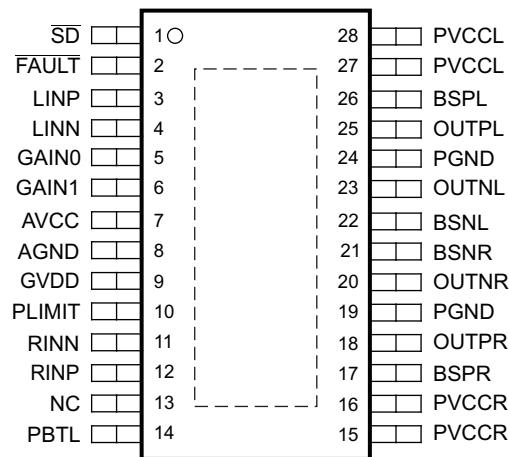 S̅D̅ 1 28 PVCCL
F̅A̅U̅L̅T̅ 2 27 PVCCL
LINP 3 26 BSPL
LINN 4 25 OUTPL
GAIN0 5 24 PGND
GAIN1 6 23 OUTNL
AVCC 7 22 BSNL
AGND 8 21 BSNR
GVDD 9 20 OUTNR
PLIMIT 10 19 PGND
RINN 11 18 OUTPR
RINP 12 17 BSPR
NC 13 16 PVCCR
PBTL 14 15 PVCCR